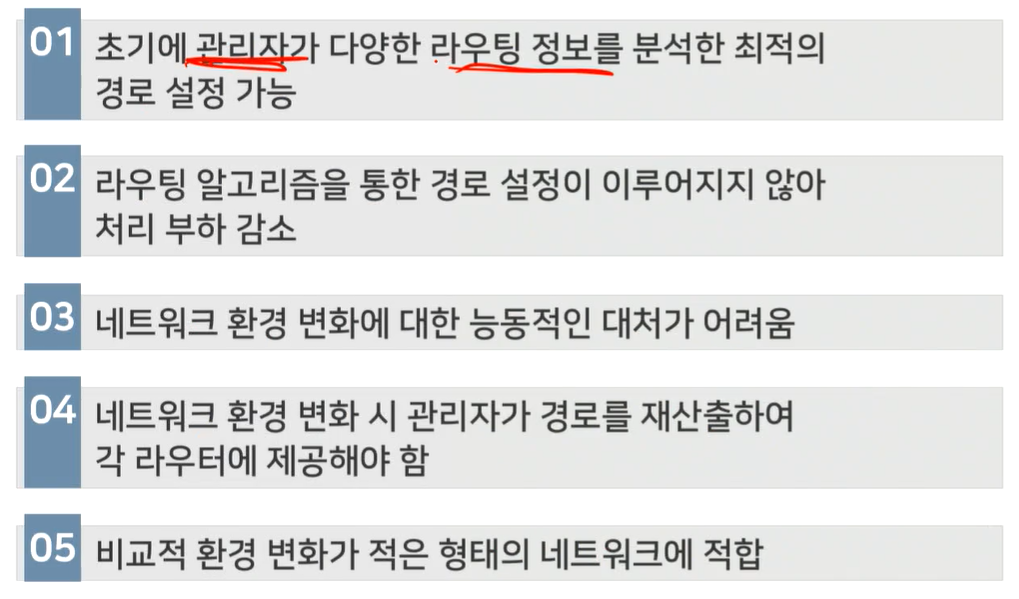 01
초기에 관리자가 다양한 라우팅 정보를 분석한 최적의
경로 설정 가능
02
라우팅 알고리즘을 통한 경로 설정이 이루어지지 않아
처리 부하 감소
03
네트워크 환경 변화에 대한 능동적인 대처가 어려움
04
네트워크 환경 변화 시 관리자가 경로를 재산출하여
각 라우터에 제공해야 함
05
비교적 환경 변화가 적은 형태의 네트워크에 적합